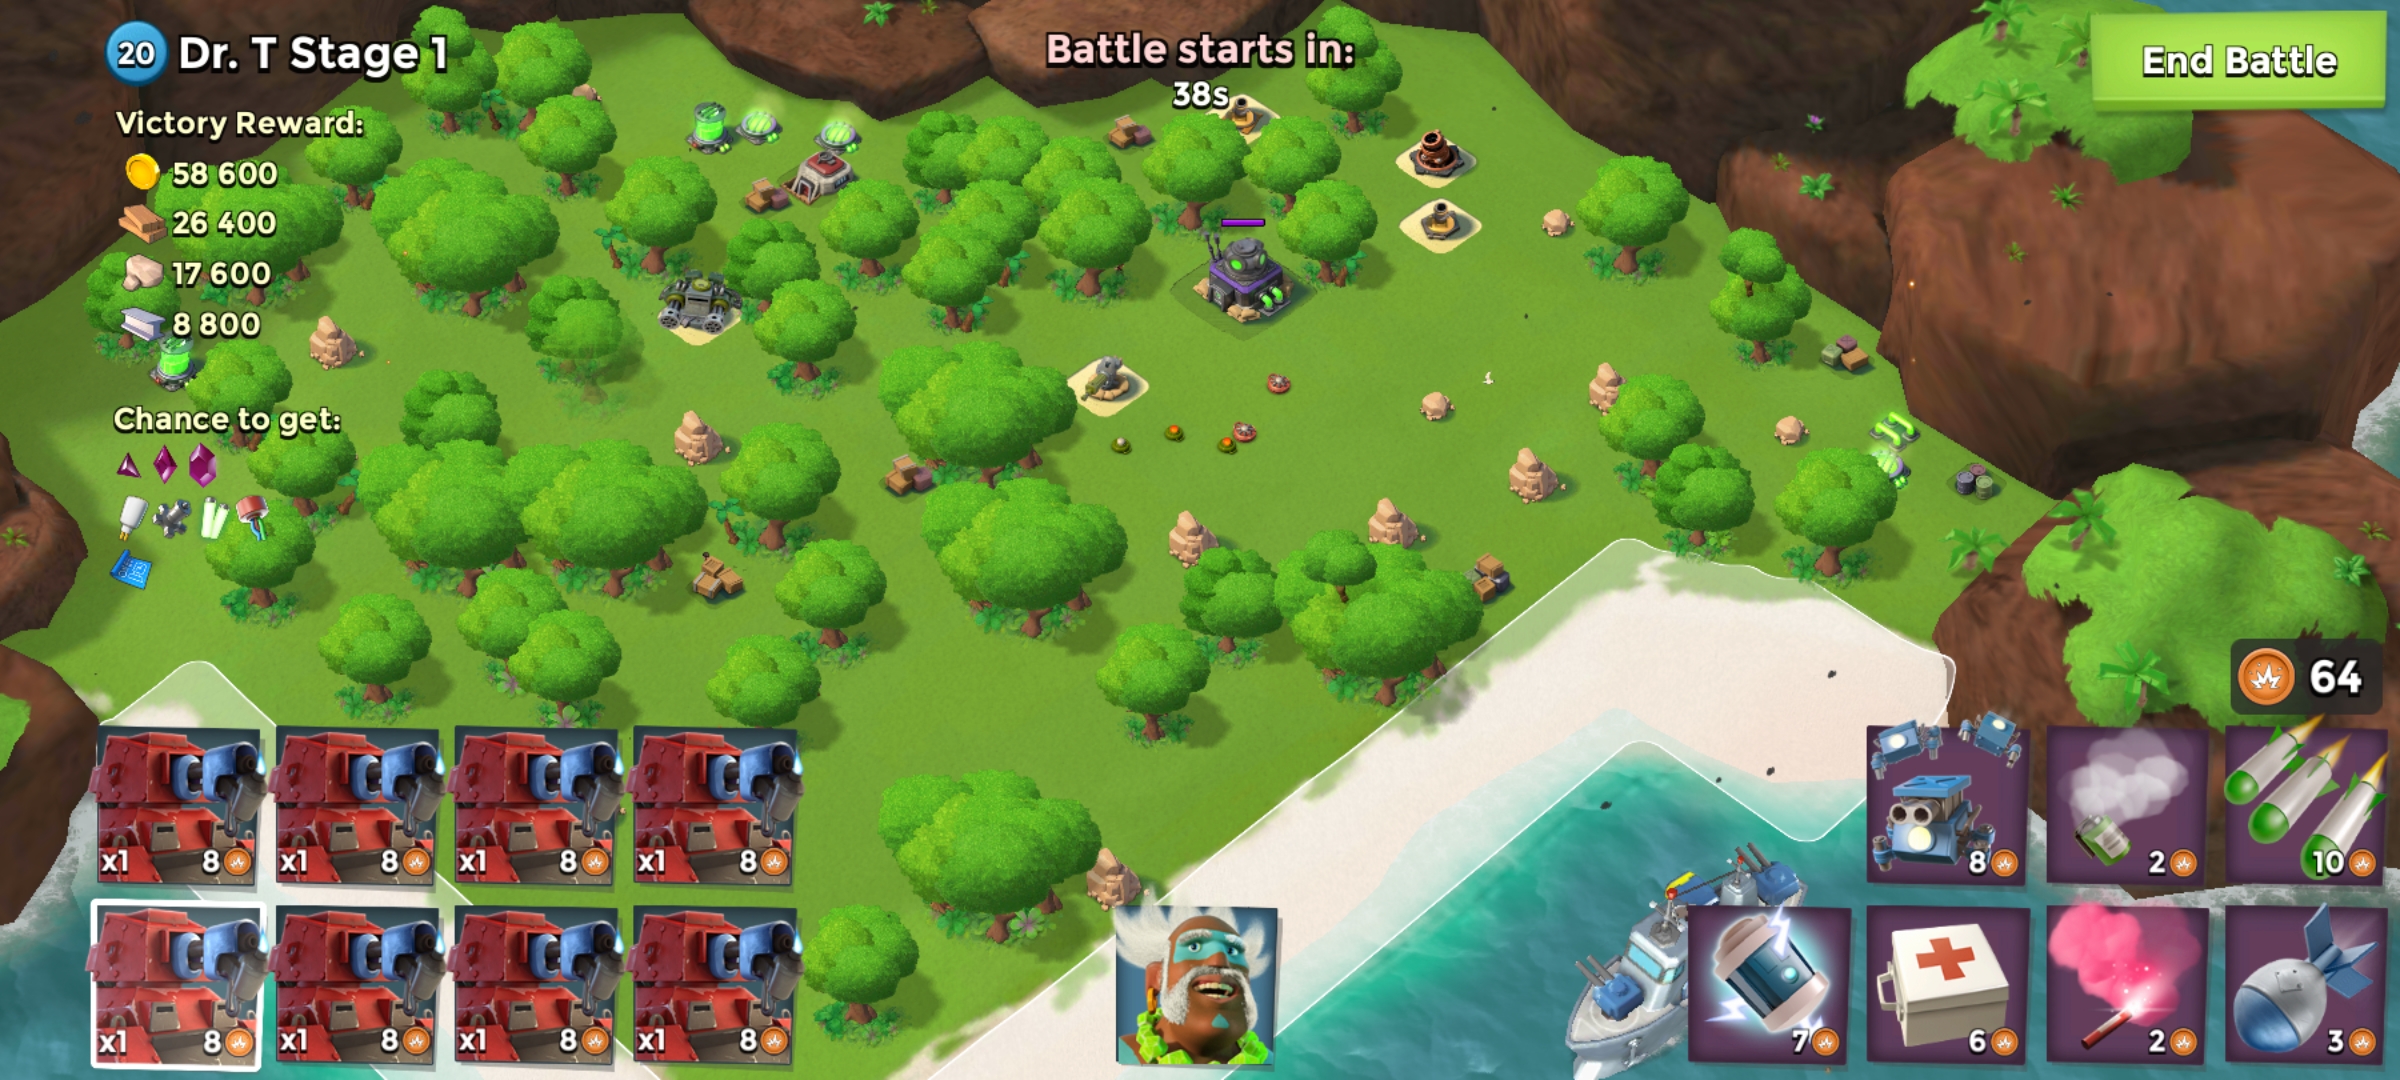 20 Dr. T Stage 1
Victory Reward:
58 600
26 400
17 600
8 800
Chance to get:
Battle starts in:
38s
End Battle
64
x1 8
x1 8
x1 8
x1 8
8
2
10
x1 8
x1 8
x1 8
x1 8
7
6
2
3